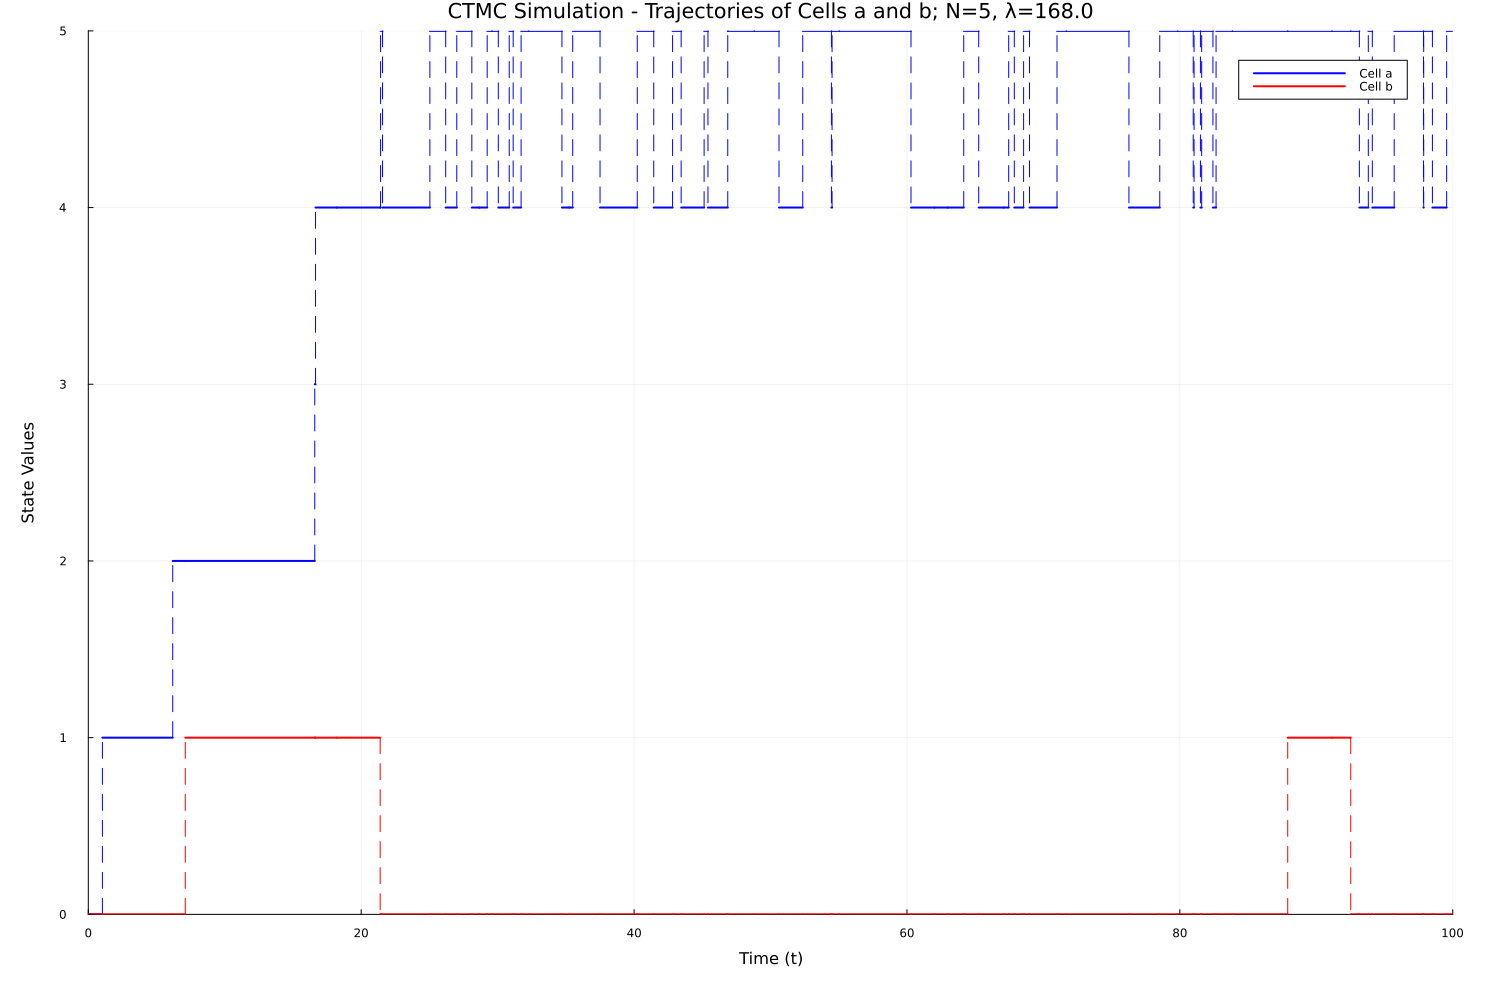 CTMC Simulation - Trajectories of Cells a and b; N=5, λ=168.0
5
Cell a
Cell b
4
3
State Values
2
1
0
0 20 40 60 80 100
Time (t)